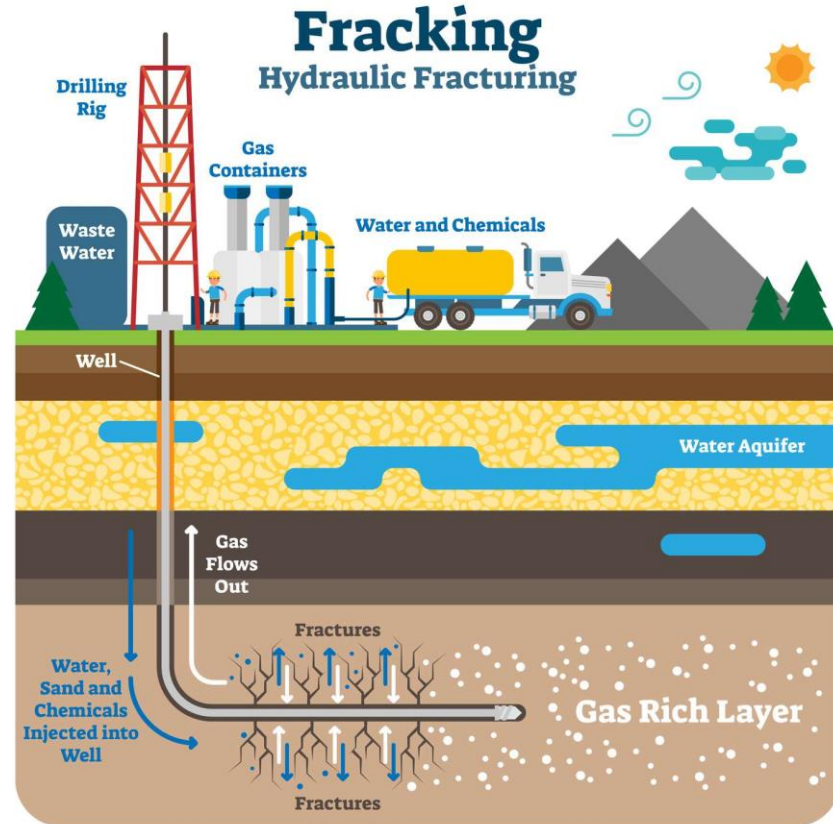 Fracking
Hydraulic Fracturing
Drilling
Rig
Gas
Containers
Water and Chemicals
Waste
Water
Well
Water Aquifer
Gas
Flows
Out
Fractures
Water,
Sand and
Chemicals
Injected into
Well
Gas Rich Layer
Fractures